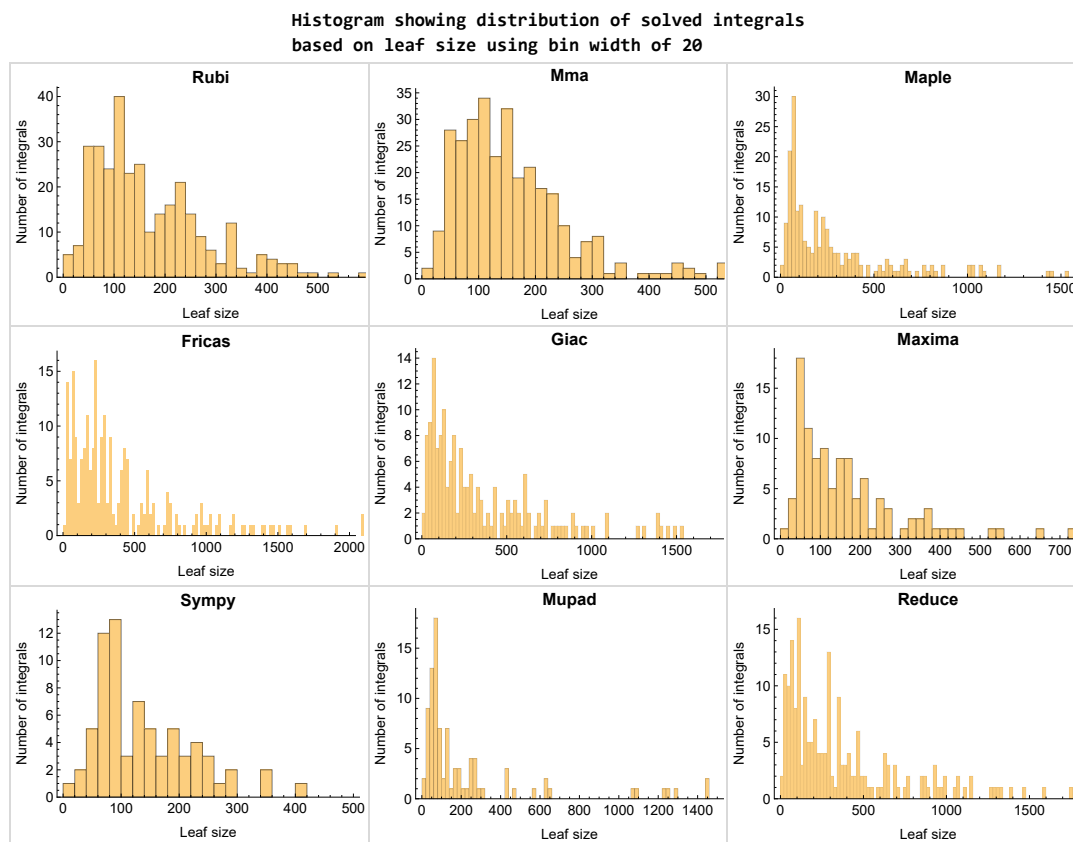 Histogram showing distribution of solved integrals
based on leaf size using bin width of 20
Rubi
Number of integrals
40
30
20
10
0
0 100 200 300 400 500
Leaf size
Mma
Number of integrals
35
30
25
20
15
10
5
0
0 100 200 300 400 500
Leaf size
Maple
Number of integrals
30
25
20
15
10
5
0
0 500 1000 1500
Leaf size
Fricas
Number of integrals
15
10
5
0
0 500 1000 1500 2000
Leaf size
Giac
Number of integrals
14
12
10
8
6
4
2
0
0 500 1000 1500
Leaf size
Maxima
Number of integrals
15
10
5
0
0 100 200 300 400 500 600 700
Leaf size
Sympy
Number of integrals
12
10
8
6
4
2
0
0 100 200 300 400 500
Leaf size
Mupad
Number of integrals
15
10
5
0
0 200 400 600 800 1000 1200 1400
Leaf size
Reduce
Number of integrals
15
10
5
0
0 500 1000 1500
Leaf size